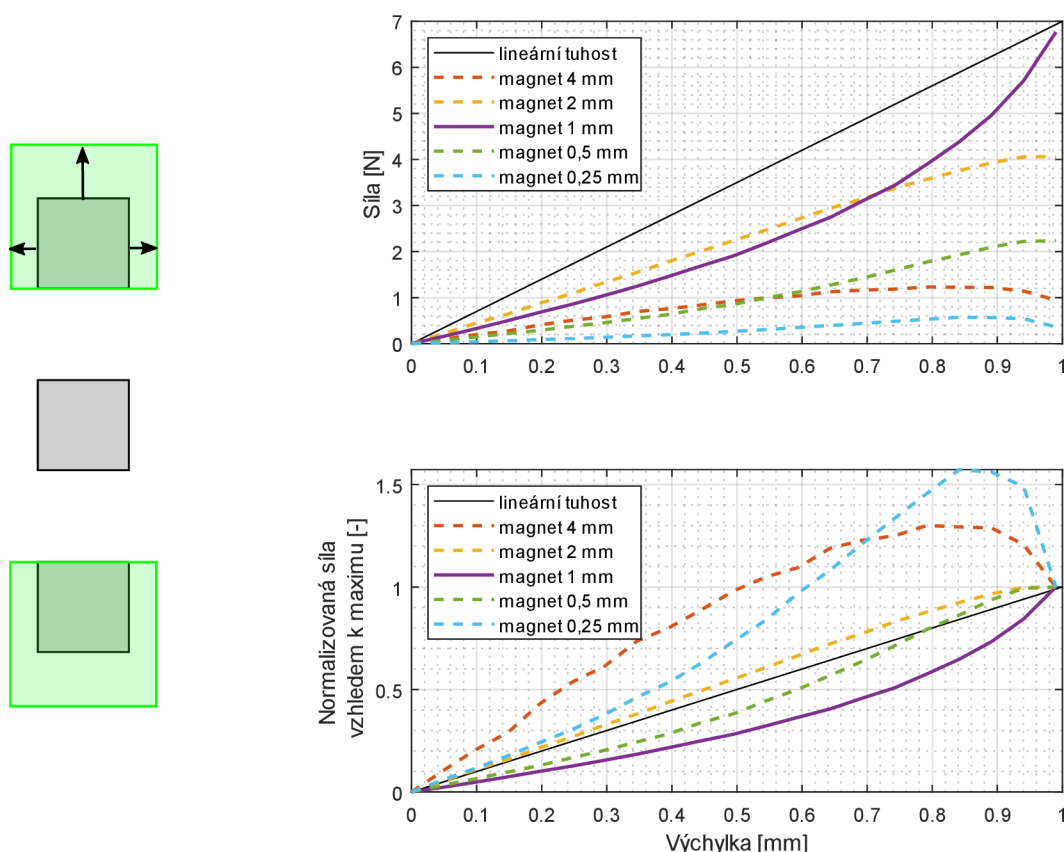 7
6
5
4
3
2
1
0
Síla [N]
lineární tuhost
magnet 4 mm
magnet 2 mm
magnet 1 mm
magnet 0,5 mm
magnet 0,25 mm
0 0.1 0.2 0.3 0.4 0.5 0.6 0.7 0.8 0.9 1
1.5
1
0.5
0
Normalizovaná síla
vzhledem k maximu [-]
lineární tuhost
magnet 4 mm
magnet 2 mm
magnet 1 mm
magnet 0,5 mm
magnet 0,25 mm
0 0.1 0.2 0.3 0.4 0.5 0.6 0.7 0.8 0.9 1
Výchylka [mm]